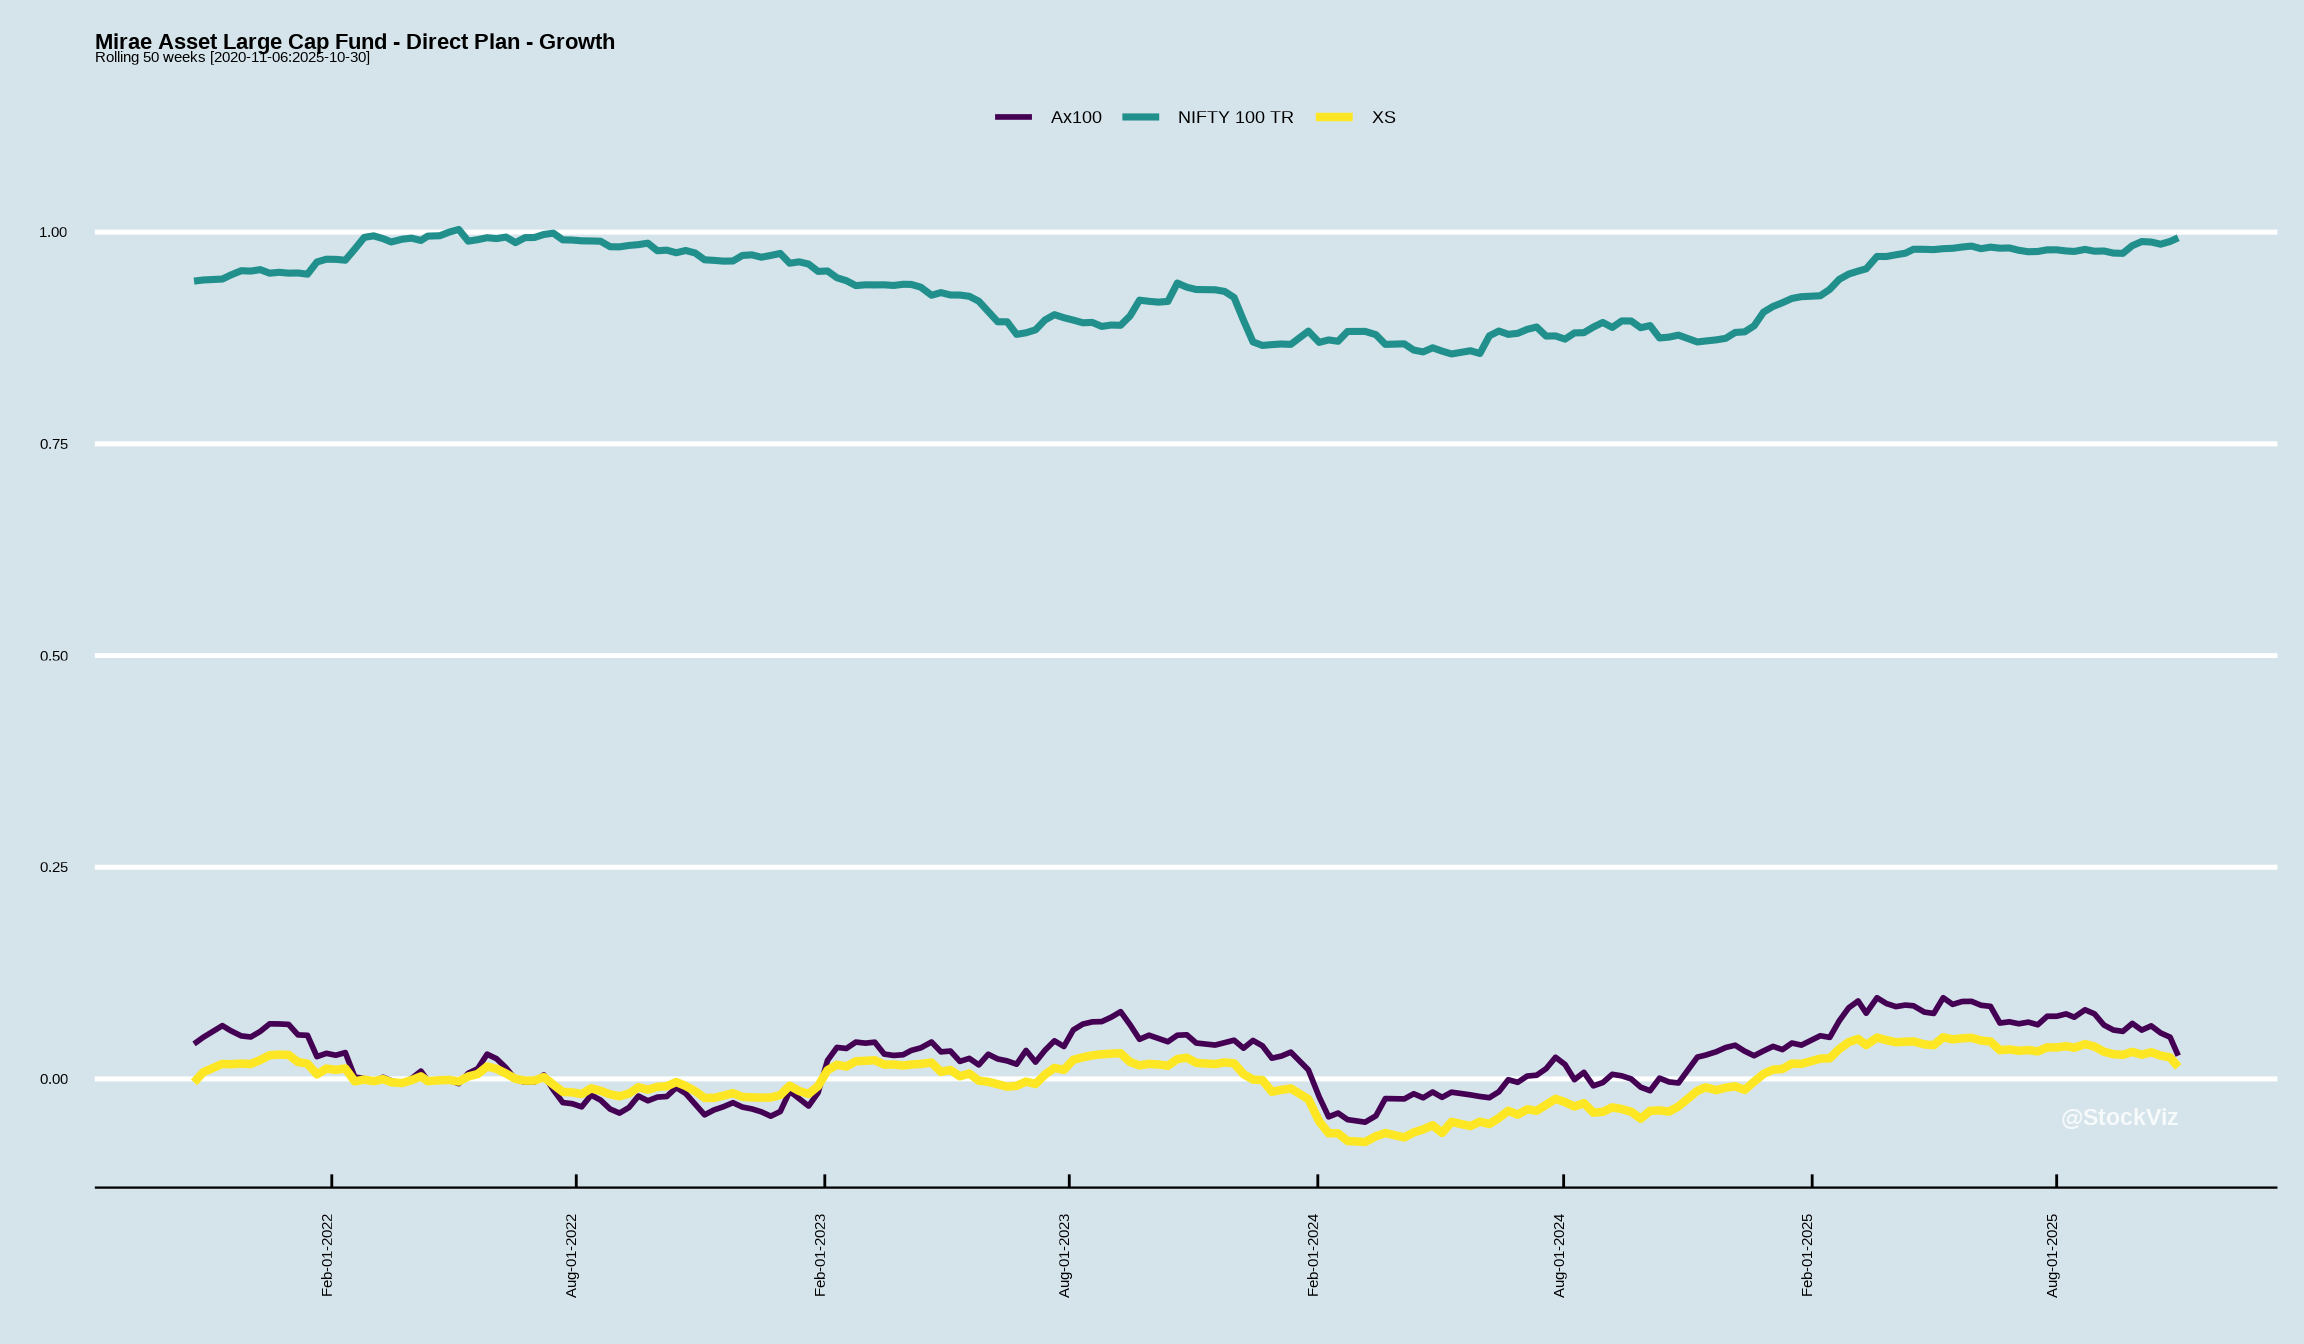 Mirae Asset Large Cap Fund - Direct Plan - Growth
Rolling 50 weeks [2020-11-06:2025-10-30]
Ax100 NIFTY 100 TR XS
1.00
0.75
0.50
0.25
0.00
@StockViz
Feb-01-2022 Aug-01-2022 Feb-01-2023 Aug-01-2023 Feb-01-2024 Aug-01-2024 Feb-01-2025 Aug-01-2025